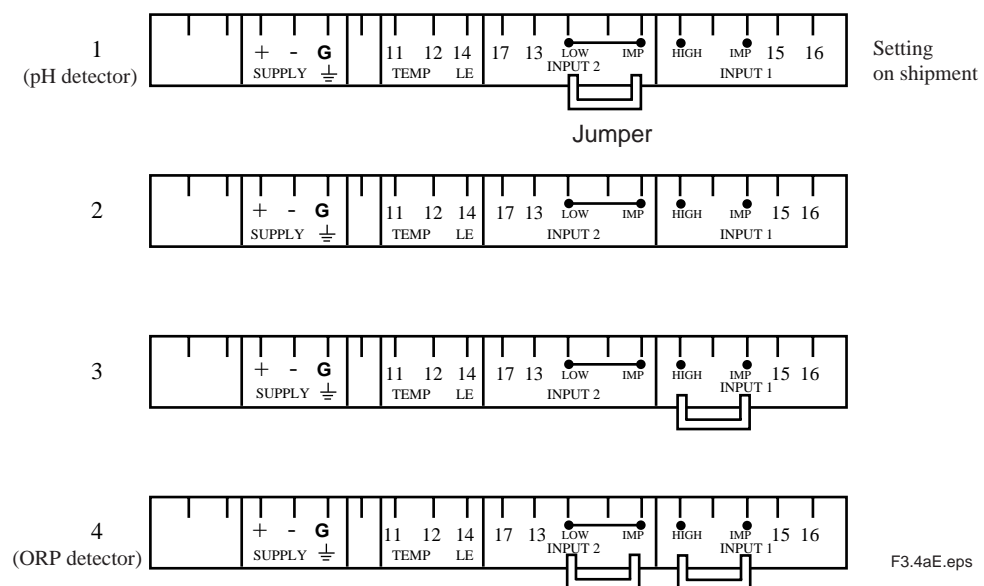 1
(pH detector)
+ - G 11 12 14 17 13 LOW IMP HIGH IMP 15 16
SUPPLY TEMP LE INPUT 2 INPUT 1
Setting
on shipment
Jumper
2
+ - G 11 12 14 17 13 LOW IMP HIGH IMP 15 16
SUPPLY TEMP LE INPUT 2 INPUT 1
3
+ - G 11 12 14 17 13 LOW IMP HIGH IMP 15 16
SUPPLY TEMP LE INPUT 2 INPUT 1
4
(ORP detector)
+ - G 11 12 14 17 13 LOW IMP HIGH IMP 15 16
SUPPLY TEMP LE INPUT 2 INPUT 1
F3.4aE.eps